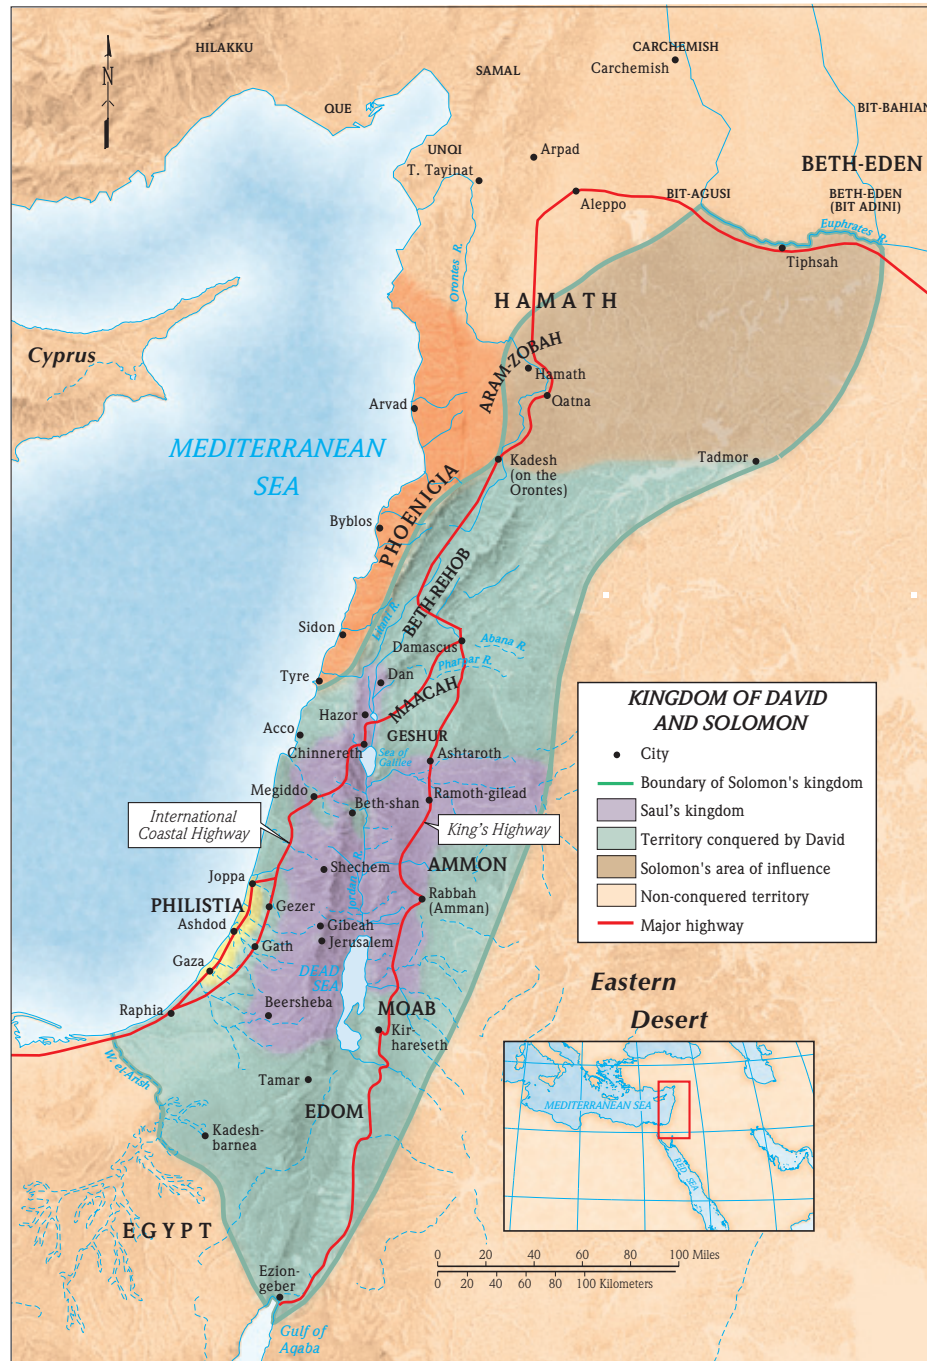 HILAKKU
CARCHEMISH
Carchemish
SAMAL
N
QUE
BIT-BAHIAN
UNQI
Arpad
T. Tayinat
BETH-EDEN
BIT-AGUSI
BETH-EDEN
(BIT ADINI)
Aleppo
Euphrates R.
Tiphsah
Orontes R.
HAMATH
Cyprus
ARAM-ZOBAH
Hamath
Qatna
Arvad
MEDITERRANEAN
SEA
Kadesh
(on the
Orontes)
Tadmor
PHOENICIA
Byblos
BETH-REHOB
Litani R.
Sidon
Damascus
Abana R.
Pharpar R.
Tyre
Dan
MAACAH
Hazor
Acco
GESHUR
Chinnereth
Sea of
Galilee
Ashtaroth
Megiddo
Beth-shan
Ramoth-gilead
International
Coastal Highway
King's Highway
Shechem
AMMON
Jordan R.
Joppa
PHILISTIA
Gezer
Rabbah
(Amman)
Ashdod
Gibeah
Jerusalem
Gath
Gaza
DEAD
SEA
Raphia
Beersheba
MOAB
Kir-
hareseth
W. el-Arish
Tamar
EDOM
Kadesh-
barnea
EGYPT
Ezion-
geber
Gulf of
Aqaba
KINGDOM OF DAVID
AND SOLOMON
City
Boundary of Solomon's kingdom
Saul's kingdom
Territory conquered by David
Solomon's area of influence
Non-conquered territory
Major highway
Eastern
Desert
MEDITERRANEAN SEA
RED SEA
0 20 40 60 80 100 Miles
0 20 40 60 80 100 Kilometers